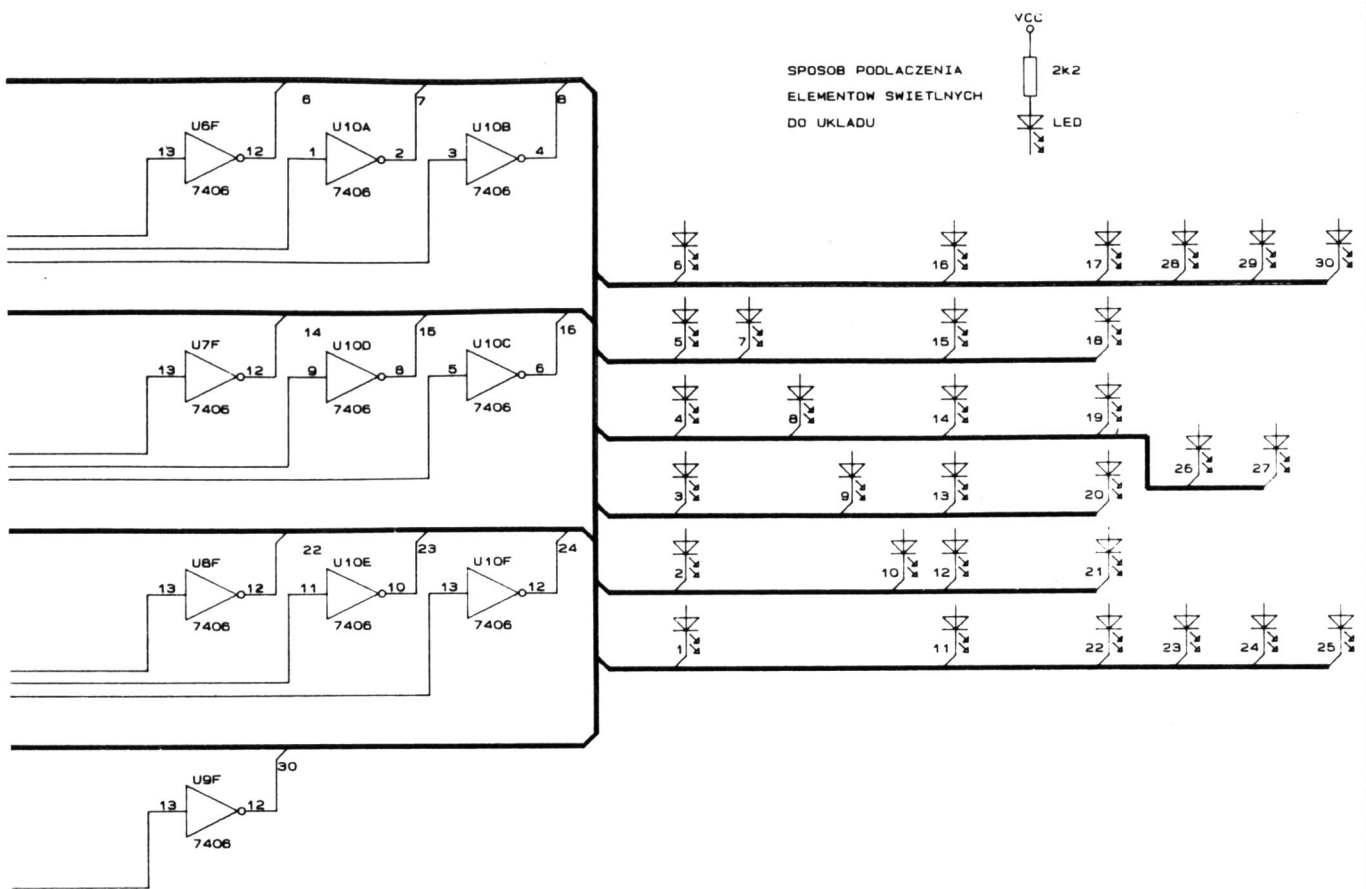 VCC
SPOSOB PODLACZENIA 2K2
ELEMENTOW SWIETLNYCH
DO UKLADU LED
6 7 8
U6F U10A U10B
13 12 1 2 3 4
7406 7406 7406
6 16 17 28 29 30
14 15 16
U7F U10D U10C
13 12 9 8 5 6
7406 7406 7406
5 7 15 18
4 8 14 19
26 27
3 9 13 20
22 23 24
U8F U10E U10F
13 12 11 10 13 12
7406 7406 7406
2 10 12 21
1 11 22 23 24 25
30
U9F
13 12
7406